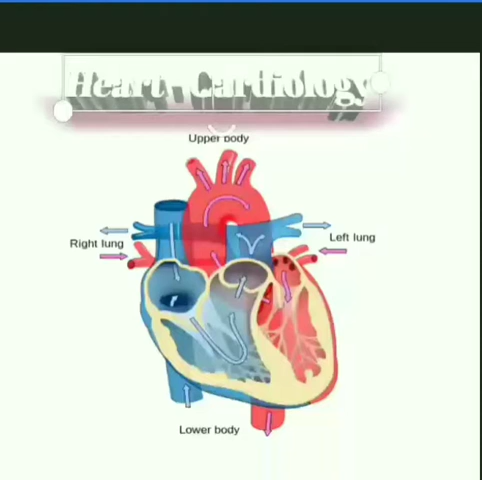 Heart Cardiology
Upper body
Right lung
Left lung
Lower body